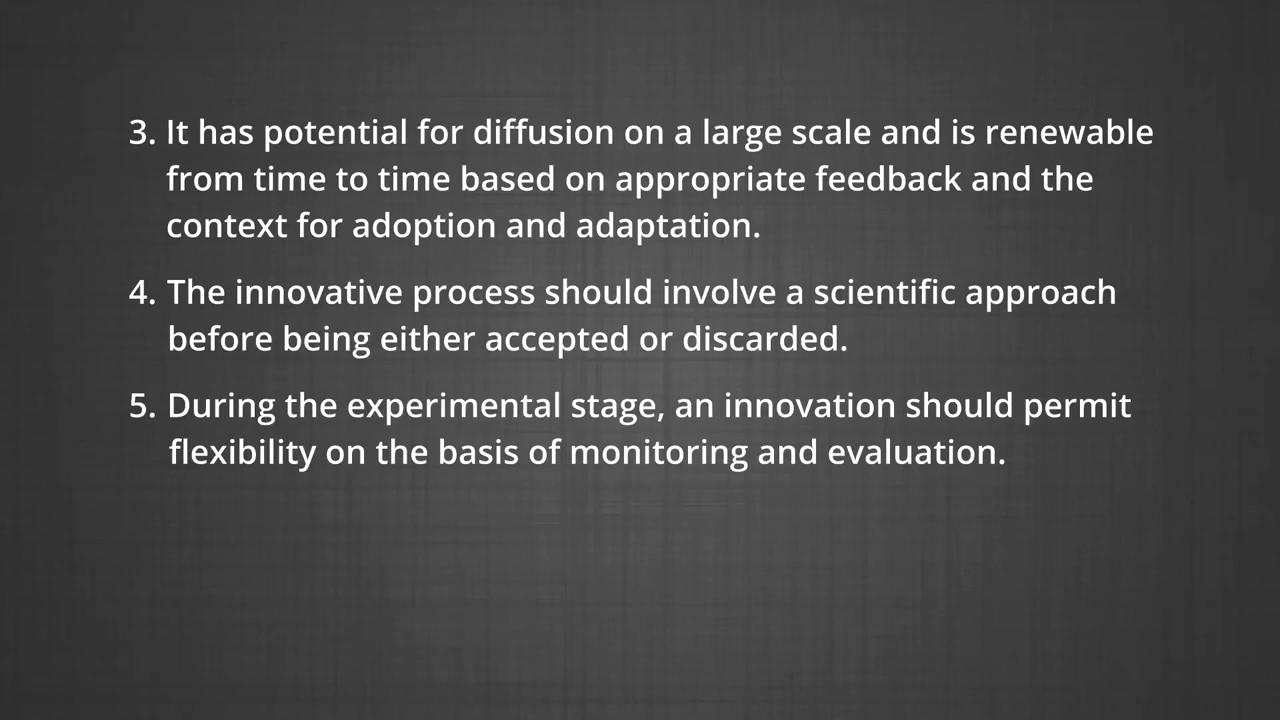 3. It has potential for diffusion on a large scale and is renewable
from time to time based on appropriate feedback and the
context for adoption and adaptation.
4. The innovative process should involve a scientific approach
before being either accepted or discarded.
5. During the experimental stage, an innovation should permit
flexibility on the basis of monitoring and evaluation.